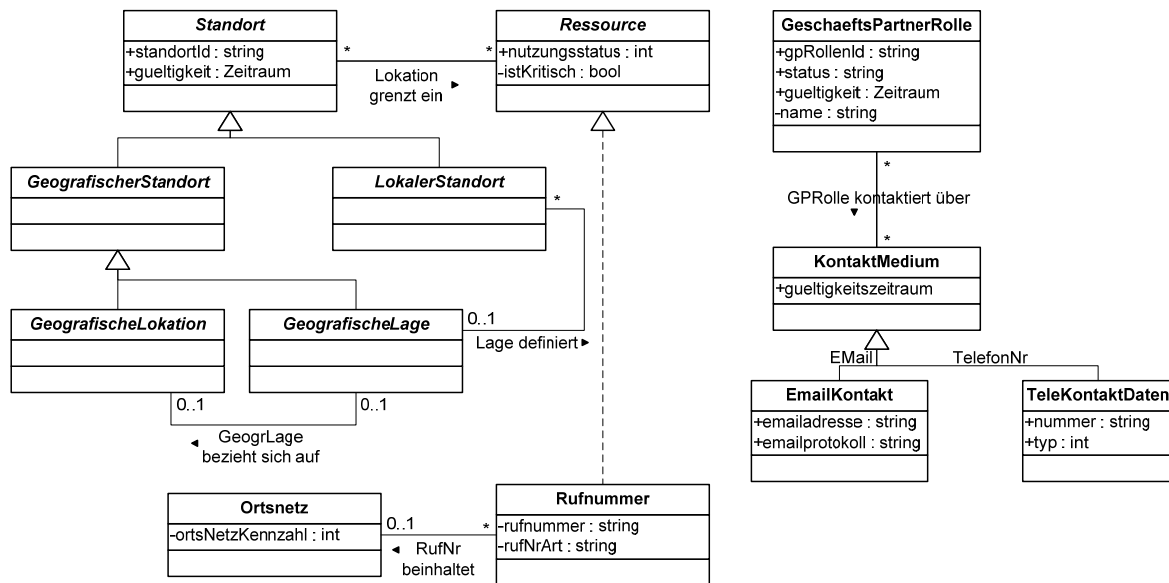 Standort
+standortId : string
+gueltigkeit : Zeitraum
*
*
Lokation
grenzt ein
Ressource
+nutzungsstatus : int
-istKritisch : bool
GeschaeftsPartnerRolle
+gpRollenId : string
+status : string
+gueltigkeit : Zeitraum
-name : string
GeografischerStandort
LokalerStandort
*
*
GPRolle kontaktiert über
*
KontaktMedium
+gueltigkeitszeitraum
GeografischeLokation
GeografischeLage
0..1
Lage definiert
0..1
0..1
GeogrLage
bezieht sich auf
EMail
TelefonNr
EmailKontakt
+emailadresse : string
+emailprotokoll : string
TeleKontaktDaten
+nummer : string
+typ : int
Ortsnetz
-ortsNetzKennzahl : int
0..1
*
RufNr
beinhaltet
Rufnummer
-rufnummer : string
-rufNrArt : string